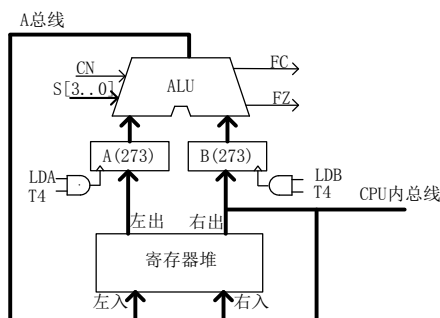 A总线
CN
S[3..0]
ALU
FC
FZ
A(273)
B(273)
LDA
T4
LDB
T4
CPU内总线
左出
右出
寄存器堆
左入
右入